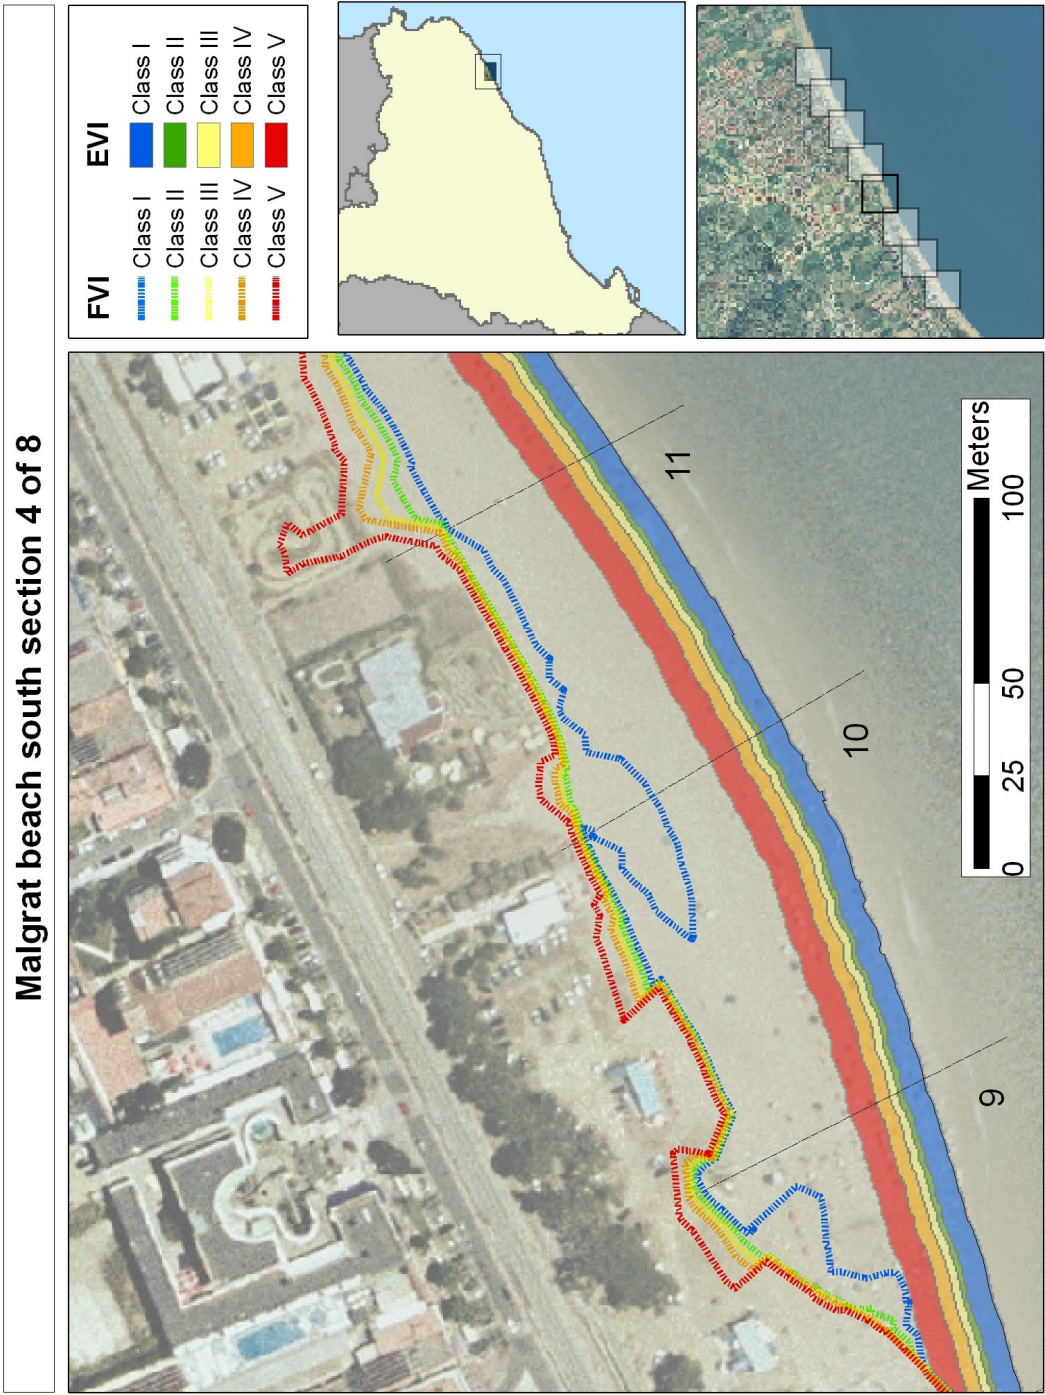 Malgrat beach south section 4 of 8
FVI
Class I
Class II
Class III
Class IV
Class V
EVI
Class I
Class II
Class III
Class IV
Class V
11
10
9
0 25 50 100
Meters